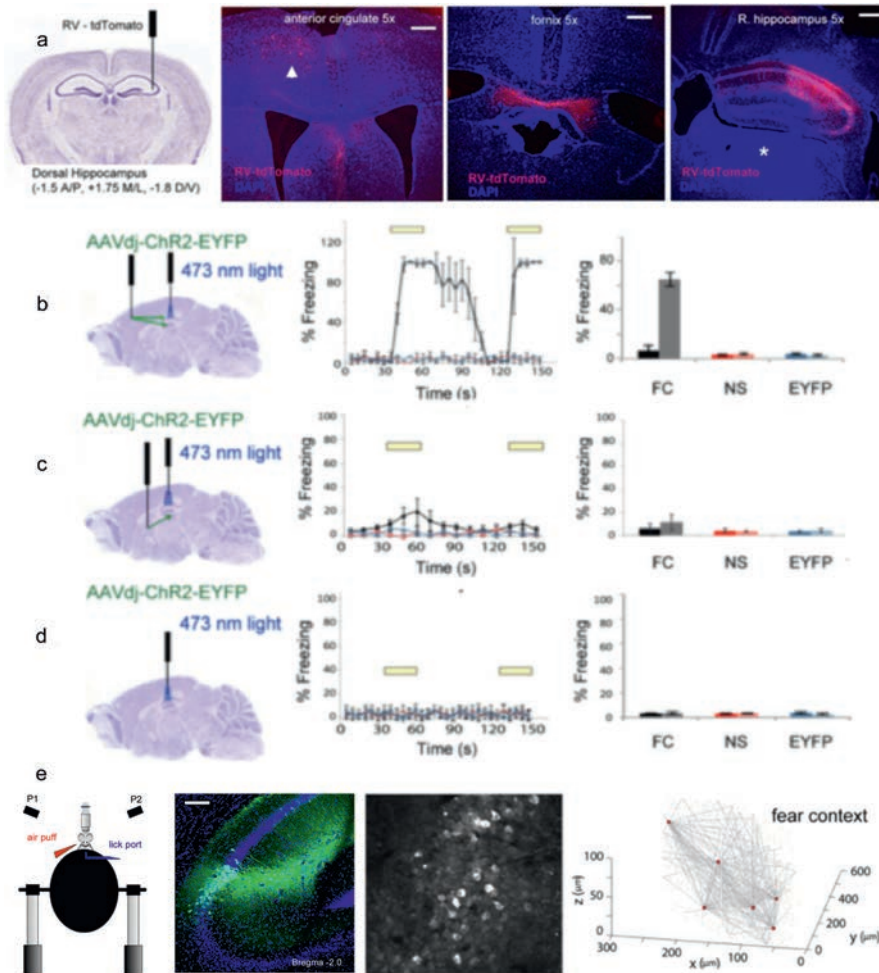 a
RV - tdTomato
Dorsal Hippocampus
(-1.5 A/P, +1.75 M/L, -1.8 D/V)
anterior cingulate 5x
RV-tdTomato
DAPI
fornix 5x
RV-tdTomato
DAPI
R. hippocampus 5x
*
RV-tdTomato
DAPI
b
AAVdj-ChR2-EYFP
473 nm light
% Freezing
120
80
40
0
0 30 60 90 120 150
Time (s)
% Freezing
80
60
40
20
0
FC NS EYFP
c
AAVdj-ChR2-EYFP
473 nm light
% Freezing
100
80
60
40
20
0
0 30 60 90 120 150
Time (s)
% Freezing
100
80
60
40
20
0
FC NS EYFP
d
AAVdj-ChR2-EYFP
473 nm light
% Freezing
100
80
60
40
20
0
0 30 60 90 120 150
Time (s)
% Freezing
100
80
60
40
20
0
FC NS EYFP
e
P1 P2
air puff
lick port
Bregma -2.0
fear context
z (µm)
100
50
0
300 200 100 0
x (µm)
600
400
200
0
y (µm)